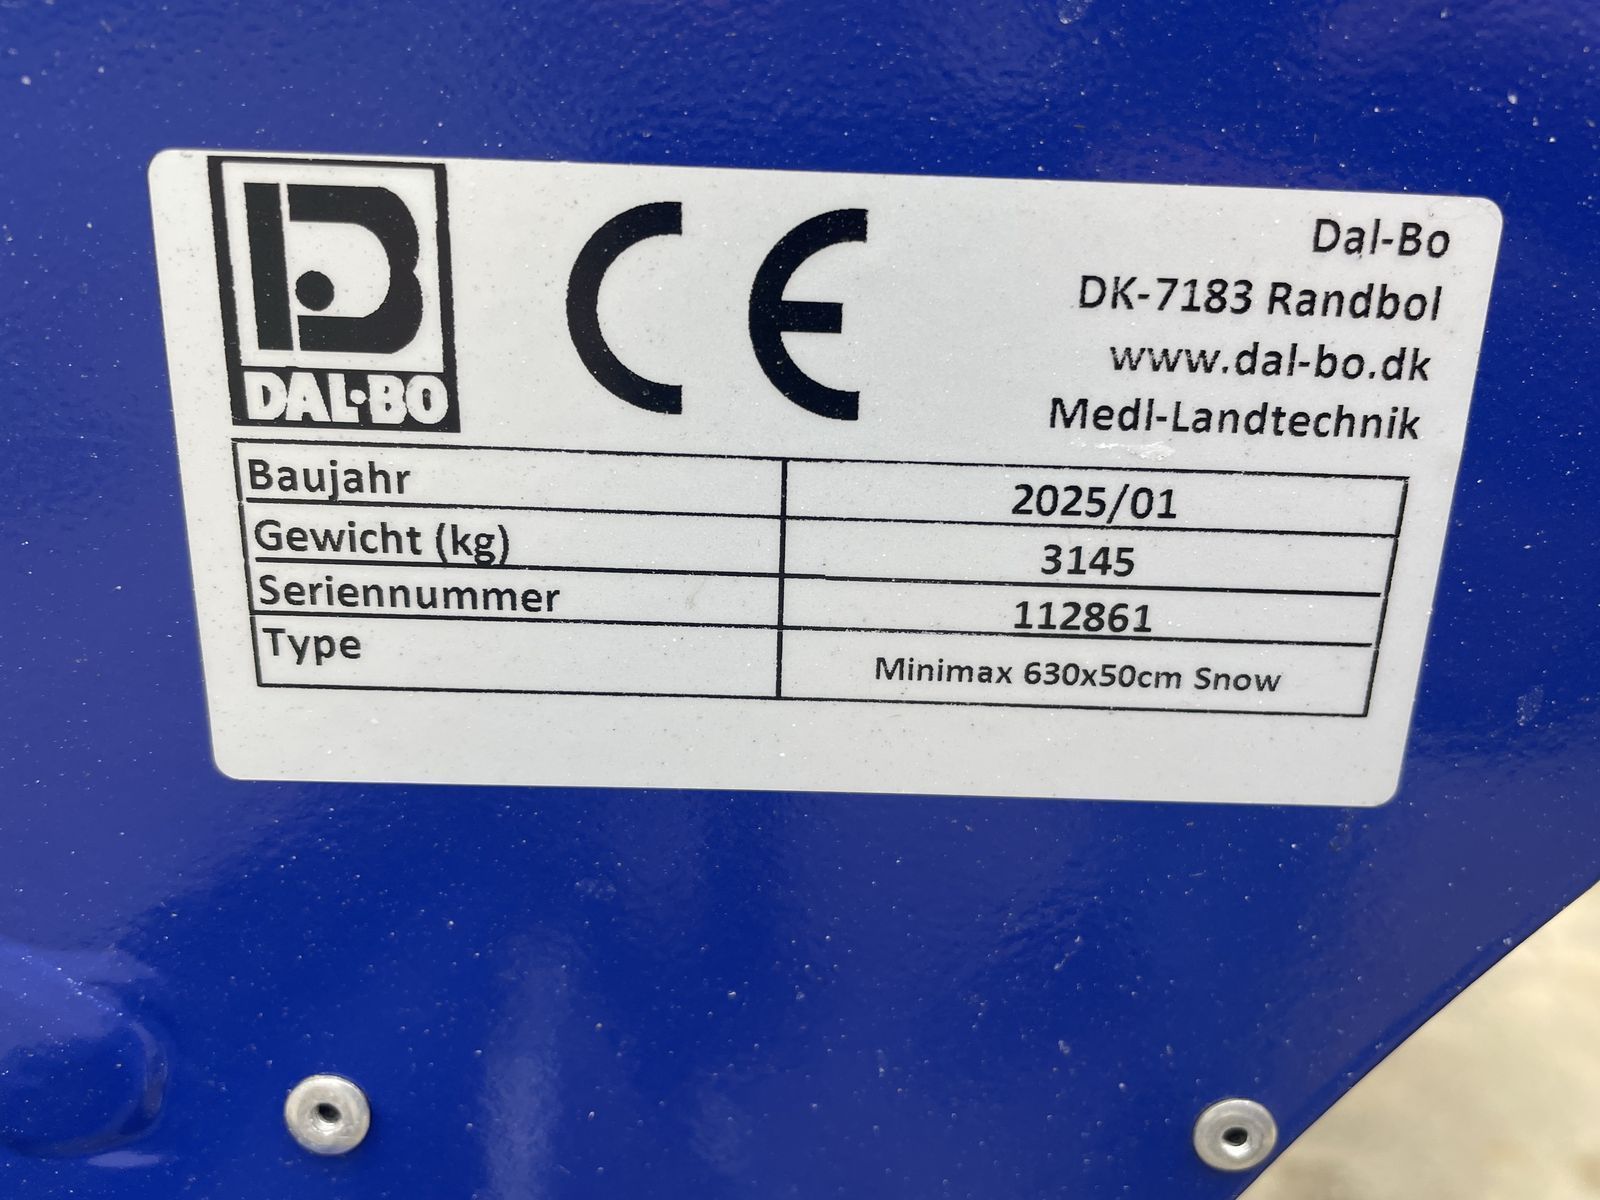 DAL-BO
CE
Dal-Bo
DK-7183 Randbol
www.dal-bo.dk
Medl-Landtechnik
Baujahr 2025/01
Gewicht (kg) 3145
Seriennummer 112861
Type Minimax 630x50cm Snow